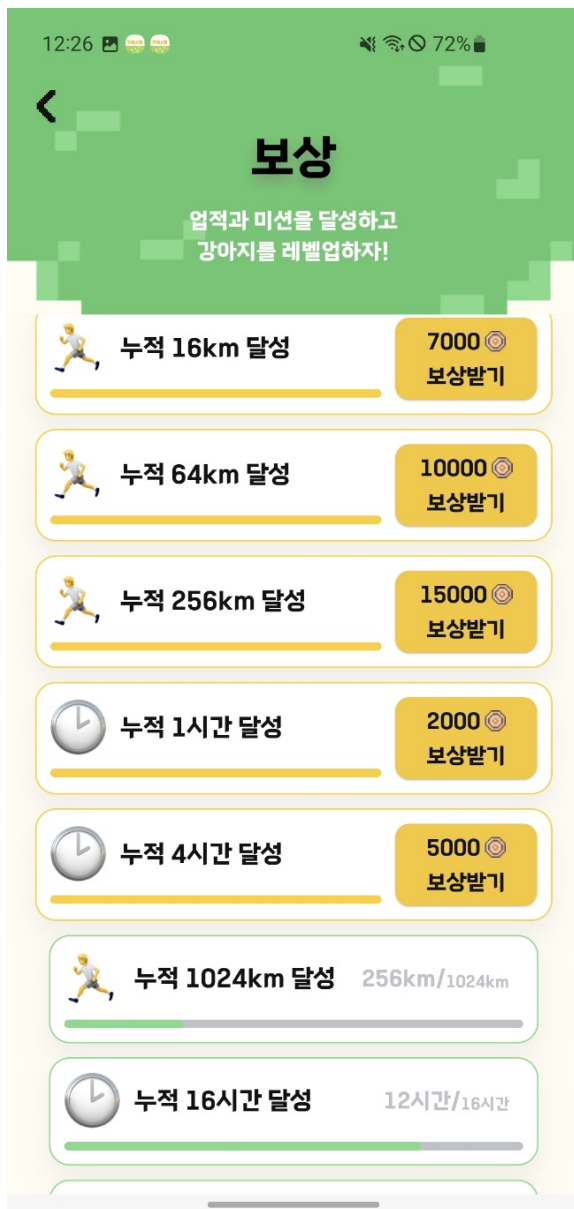 12:26 72%
보상
업적과 미션을 달성하고
강아지를 레벨업하자!
누적 16km 달성
7000
보상받기
누적 64km 달성
10000
보상받기
누적 256km 달성
15000
보상받기
누적 1시간 달성
2000
보상받기
누적 4시간 달성
5000
보상받기
누적 1024km 달성 256km/1024km
누적 16시간 달성 12시간/16시간